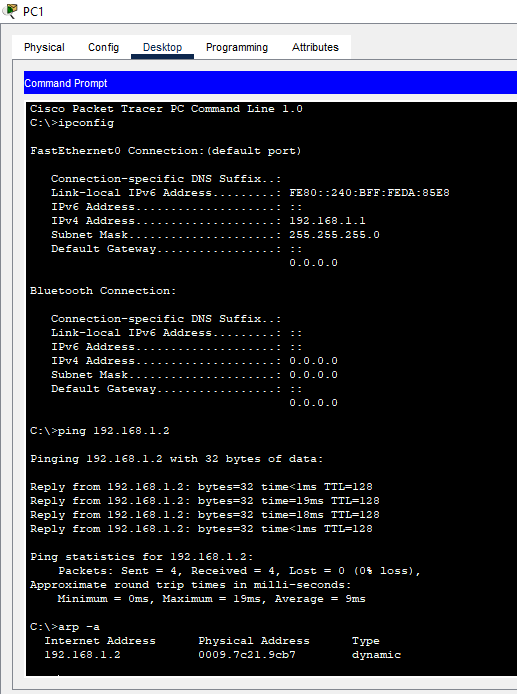 PC1
Physical Config Desktop Programming Attributes
Command Prompt
Cisco Packet Tracer PC Command Line 1.0
C:\>ipconfig
FastEthernet0 Connection:(default port)
Connection-specific DNS Suffix..:
Link-local IPv6 Address.........: FE80::240:BFF:FEDA:85E8
IPv6 Address....................: ::
IPv4 Address....................: 192.168.1.1
Subnet Mask.....................: 255.255.255.0
Default Gateway.................: ::
0.0.0.0
Bluetooth Connection:
Connection-specific DNS Suffix..:
Link-local IPv6 Address.........: ::
IPv6 Address....................: ::
IPv4 Address....................: 0.0.0.0
Subnet Mask.....................: 0.0.0.0
Default Gateway.................: ::
0.0.0.0
C:\>ping 192.168.1.2
Pinging 192.168.1.2 with 32 bytes of data:
Reply from 192.168.1.2: bytes=32 time<1ms TTL=128
Reply from 192.168.1.2: bytes=32 time=19ms TTL=128
Reply from 192.168.1.2: bytes=32 time=18ms TTL=128
Reply from 192.168.1.2: bytes=32 time<1ms TTL=128
Ping statistics for 192.168.1.2:
Packets: Sent = 4, Received = 4, Lost = 0 (0% loss),
Approximate round trip times in milli-seconds:
Minimum = 0ms, Maximum = 19ms, Average = 9ms
C:\>arp -a
Internet Address Physical Address Type
192.168.1.2 0009.7c21.9cb7 dynamic